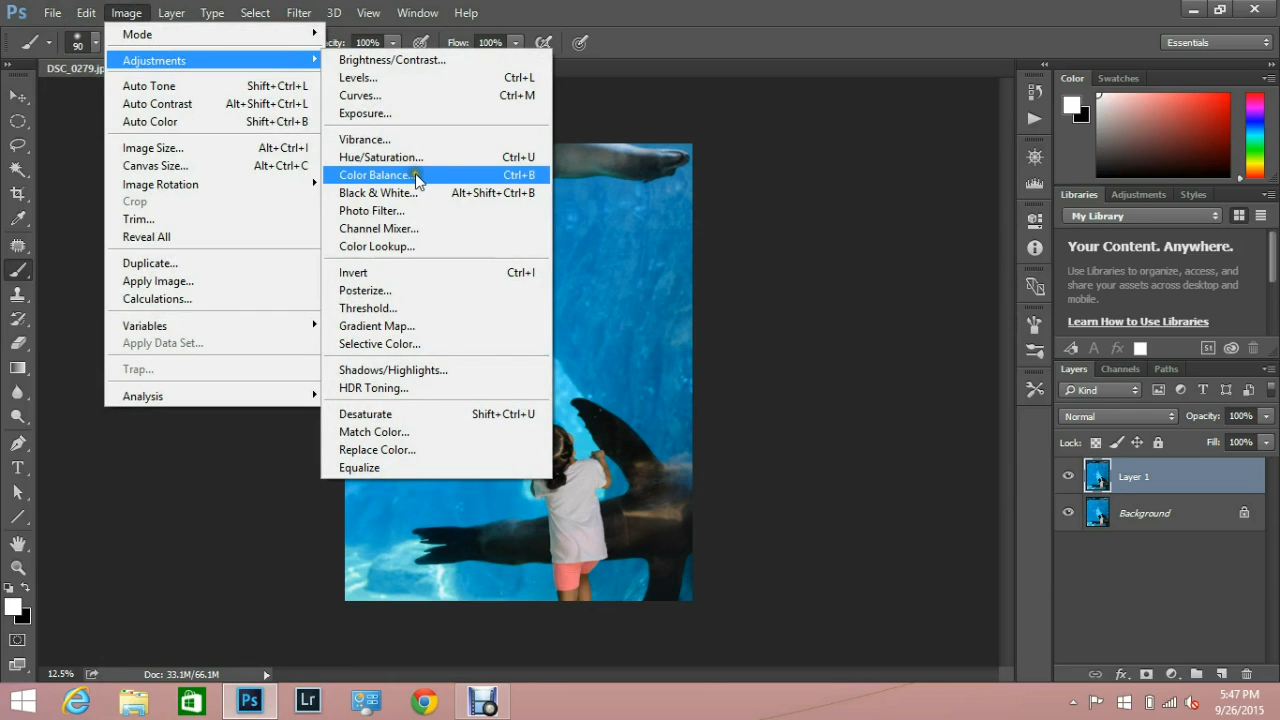 Ps File Edit Image Layer Type Select Filter 3D View Window Help
90 city: 100% Flow: 100% Essentials
DSC_0279.jp
Mode
Adjustments
Auto Tone Shift+Ctrl+L
Auto Contrast Alt+Shift+Ctrl+L
Auto Color Shift+Ctrl+B
Image Size... Alt+Ctrl+I
Canvas Size... Alt+Ctrl+C
Image Rotation
Crop
Trim...
Reveal All
Duplicate...
Apply Image...
Calculations...
Variables
Apply Data Set...
Trap...
Analysis
Brightness/Contrast...
Levels... Ctrl+L
Curves... Ctrl+M
Exposure...
Vibrance...
Hue/Saturation... Ctrl+U
Color Balance... Ctrl+B
Black & White... Alt+Shift+Ctrl+B
Photo Filter...
Channel Mixer...
Color Lookup...
Invert Ctrl+I
Posterize...
Threshold...
Gradient Map...
Selective Color...
Shadows/Highlights...
HDR Toning...
Desaturate Shift+Ctrl+U
Match Color...
Replace Color...
Equalize
Color Swatches
Libraries Adjustments Styles
My Library
Your Content. Anywhere.
Use Libraries to organize, access, and
share your assets across desktop and
mobile.
Learn How to Use Libraries
St
Layers Channels Paths
Kind
Normal Opacity: 100%
Lock: Fill: 100%
Layer 1
Background
12.5% Doc: 33.1M/66.1M
Ps Lr
5:47 PM
9/26/2015